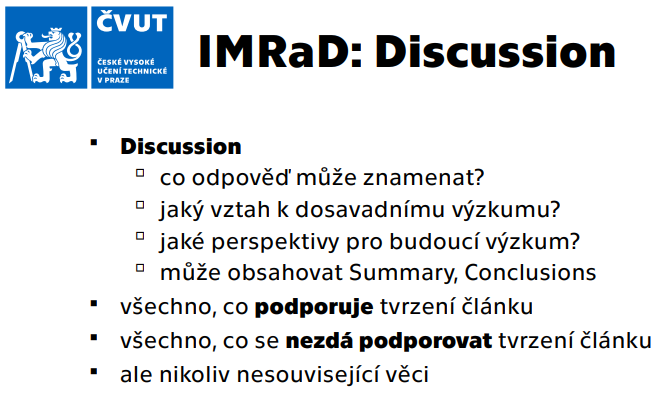 ČVUT
ČESKÉ VYSOKÉ
UČENÍ TECHNICKÉ
V PRAZE
IMRaD: Discussion
▪ Discussion
▫ co odpověď může znamenat?
▫ jaký vztah k dosavadnímu výzkumu?
▫ jaké perspektivy pro budoucí výzkum?
▫ může obsahovat Summary, Conclusions
▪ všechno, co podporuje tvrzení článku
▪ všechno, co se nezdá podporovat tvrzení článku
▪ ale nikoliv nesouvisející věci